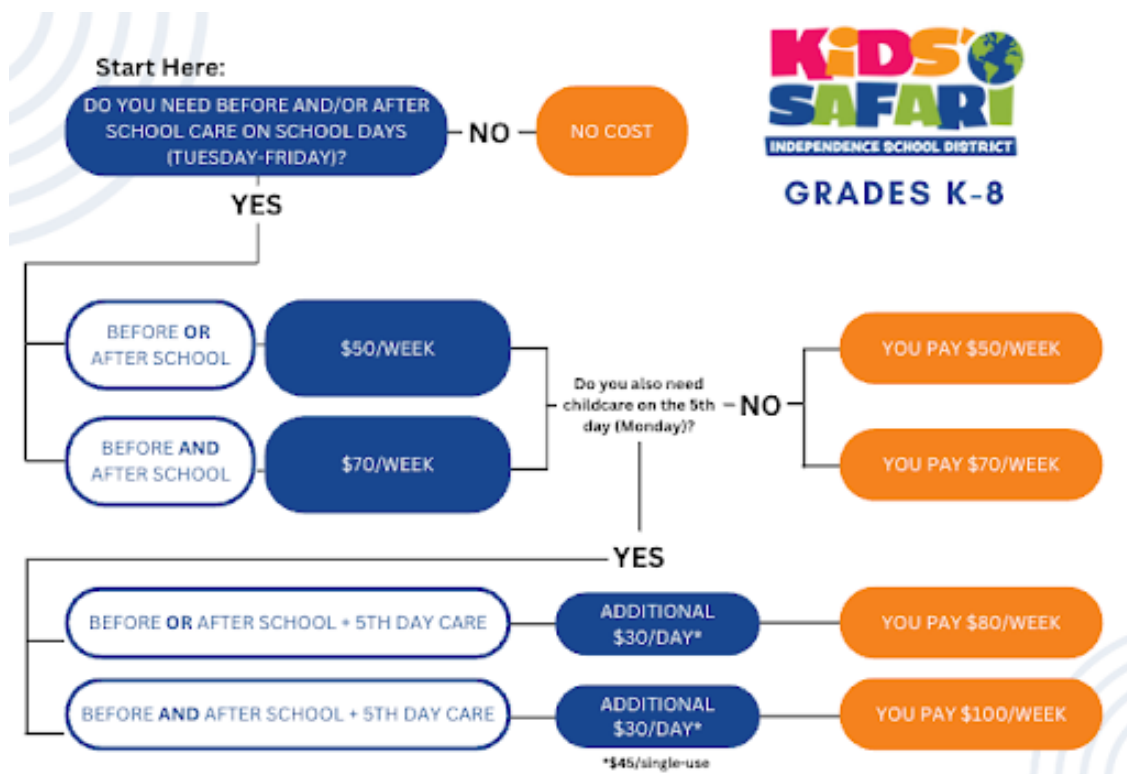 Start Here:
DO YOU NEED BEFORE AND/OR AFTER
SCHOOL CARE ON SCHOOL DAYS
(TUESDAY-FRIDAY)?
NO
NO COST
KiDS'
SAFARI
INDEPENDENCE SCHOOL DISTRICT
GRADES K-8
YES
BEFORE OR
AFTER SCHOOL
$50/WEEK
BEFORE AND
AFTER SCHOOL
$70/WEEK
Do you also need
childcare on the 5th
day (Monday)?
NO
YOU PAY $50/WEEK
YOU PAY $70/WEEK
YES
BEFORE OR AFTER SCHOOL + 5TH DAY CARE
ADDITIONAL
$30/DAY*
YOU PAY $80/WEEK
BEFORE AND AFTER SCHOOL + 5TH DAY CARE
ADDITIONAL
$30/DAY*
YOU PAY $100/WEEK
*$45/single-use